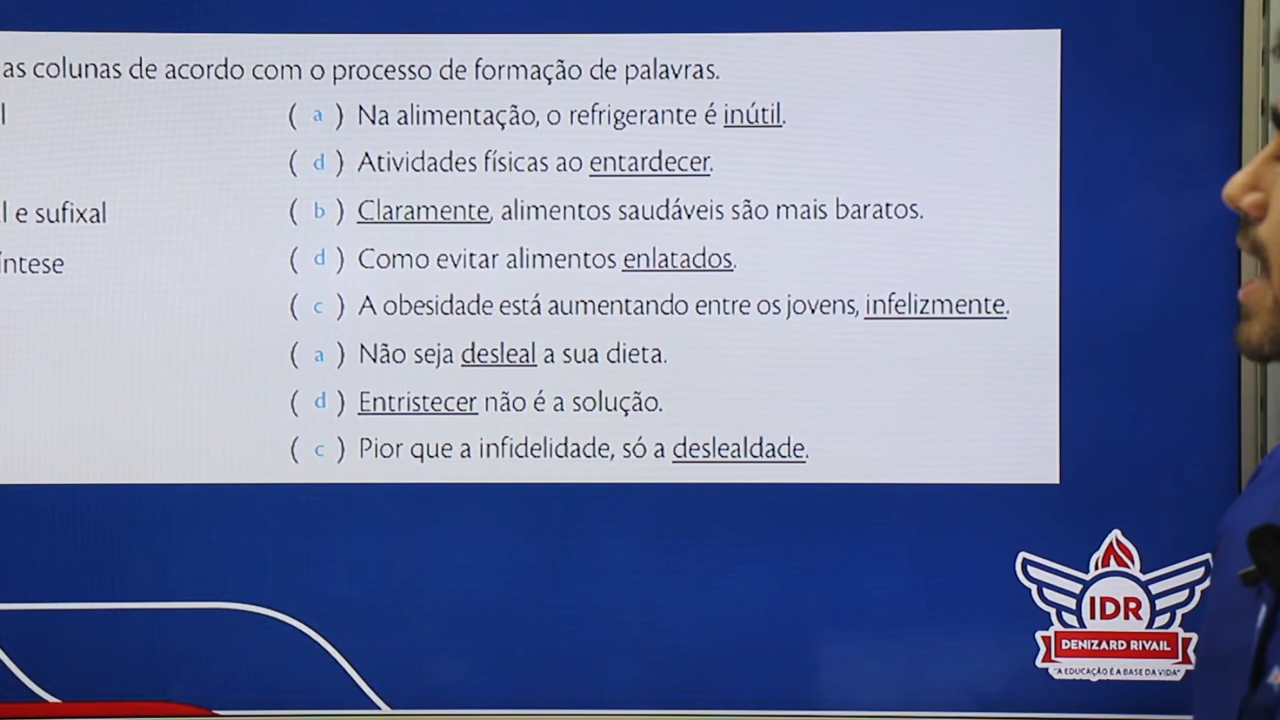 as colunas de acordo com o processo de formação de palavras.
l
( a ) Na alimentação, o refrigerante é inútil.
( d ) Atividades físicas ao entardecer.
l e sufixal
( b ) Claramente, alimentos saudáveis são mais baratos.
íntese
( d ) Como evitar alimentos enlatados.
( c ) A obesidade está aumentando entre os jovens, infelizmente.
( a ) Não seja desleal a sua dieta.
( d ) Entristecer não é a solução.
( c ) Pior que a infidelidade, só a deslealdade.
IDR
DENIZARD RIVAIL
"A EDUCAÇÃO É A BASE DA VIDA"